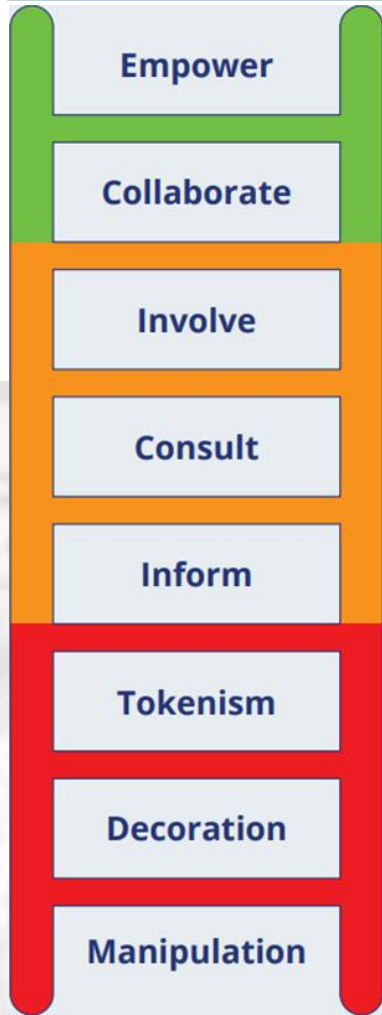 Empower
Collaborate
Involve
Consult
Inform
Tokenism
Decoration
Manipulation